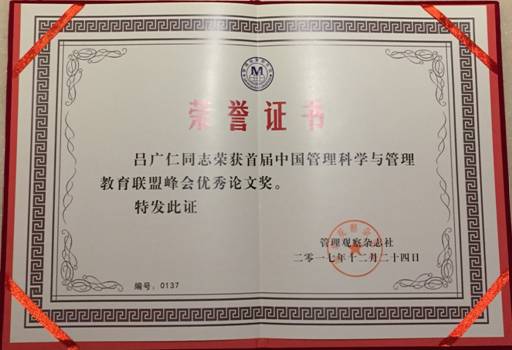 M
荣誉证书
吕广仁同志荣获首届中国管理科学与管理
教育联盟峰会优秀论文奖。
特发此证
管理观察杂志社
二零一七年十二月二十四日
编号：0137